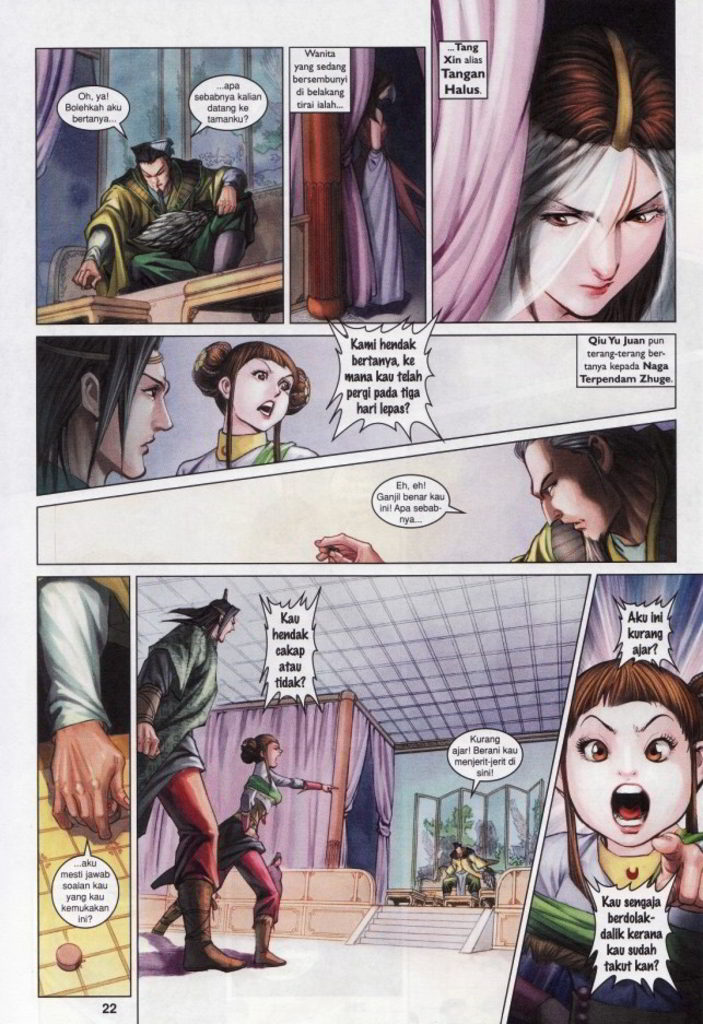 Oh, ya!
Bolehkah aku
bertanya...
...apa
sebabnya kalian
datang ke
tamanku?
Wanita
yang sedang
bersembunyi
di belakang
tirai ialah...
...Tang
Xin alias
Tangan
Halus.
Kami hendak
bertanya, ke
mana kau telah
pergi pada tiga
hari lepas?
Qiu Yu Juan pun
terang-terang ber-
tanya kepada Naga
Terpendam Zhuge.
Eh, eh!
Ganjil benar kau
ini! Apa sebab-
nya...
...aku
mesti jawab
soalan kau
yang kau
kemukakan
ini?
Kau
hendak
cakap
atau
tidak?
Kurang
ajar! Berani kau
menjerit-jerit di
sini!
Aku ini
kurang
ajar?
Kau sengaja
berdolak-
dalik kerana
kau sudah
takut kan?
22